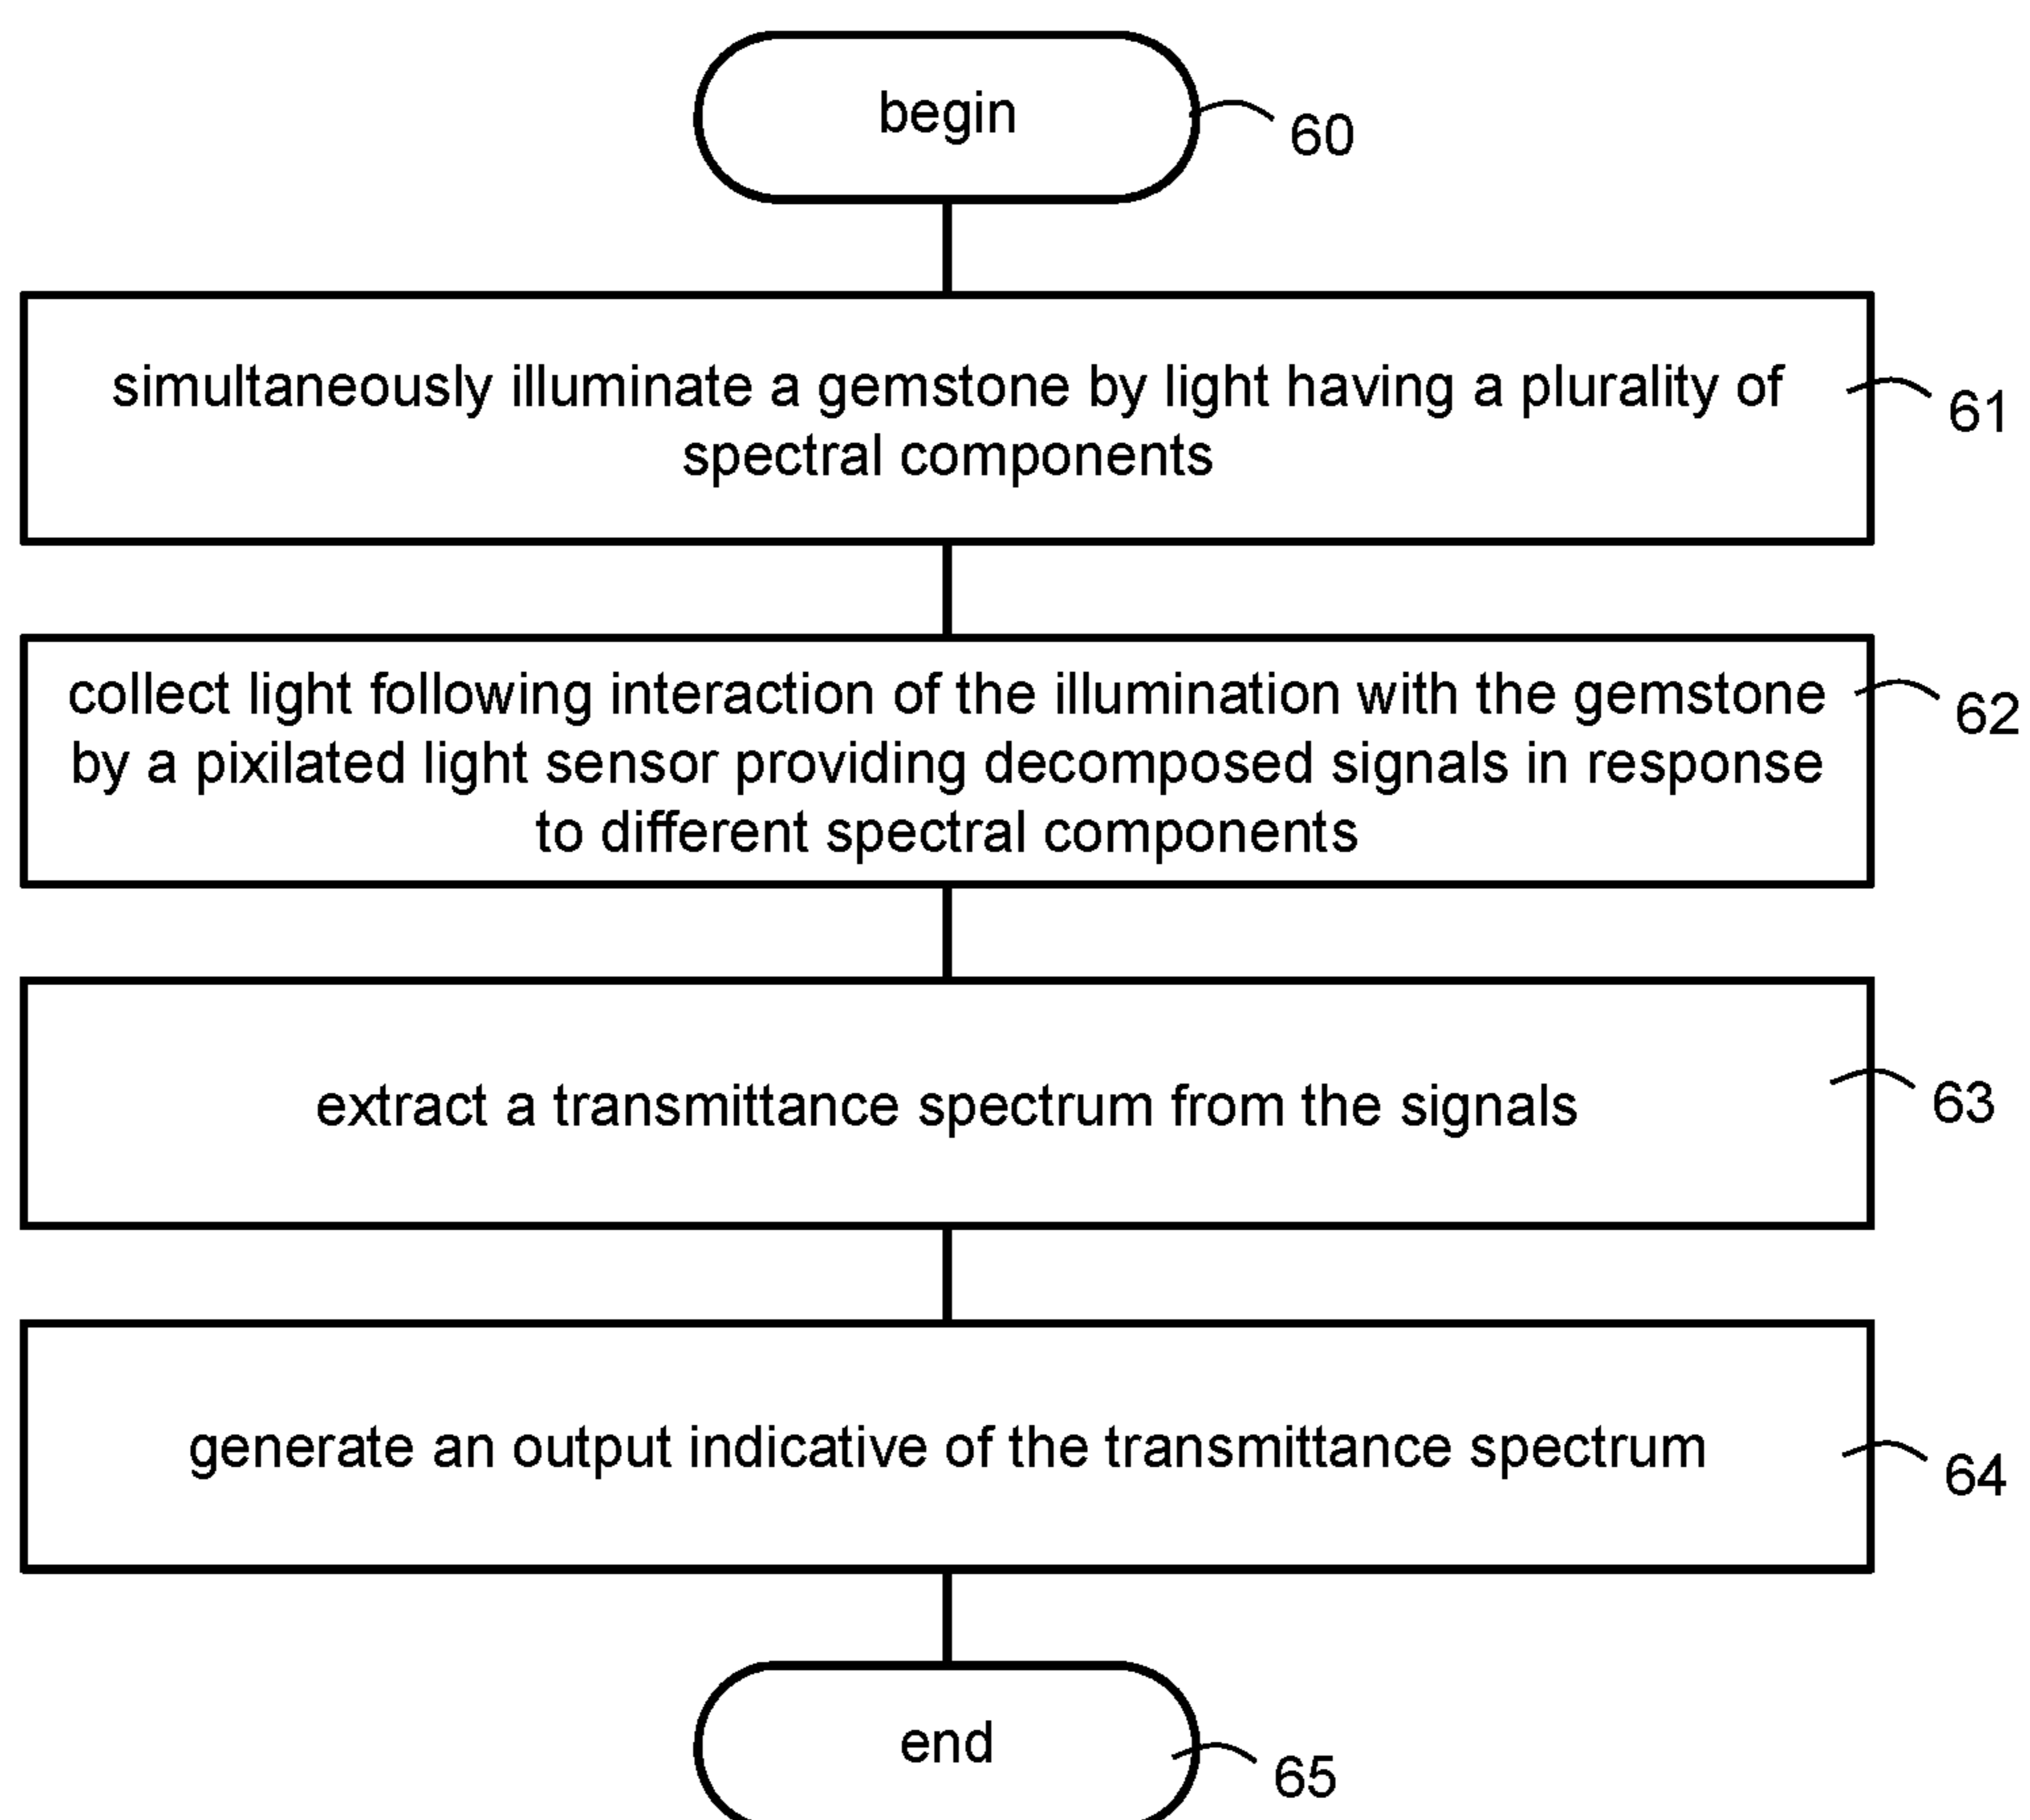 begin
60
simultaneously illuminate a gemstone by light having a plurality of
spectral components
61
collect light following interaction of the illumination with the gemstone
by a pixilated light sensor providing decomposed signals in response
to different spectral components
62
extract a transmittance spectrum from the signals
63
generate an output indicative of the transmittance spectrum
64
end
65